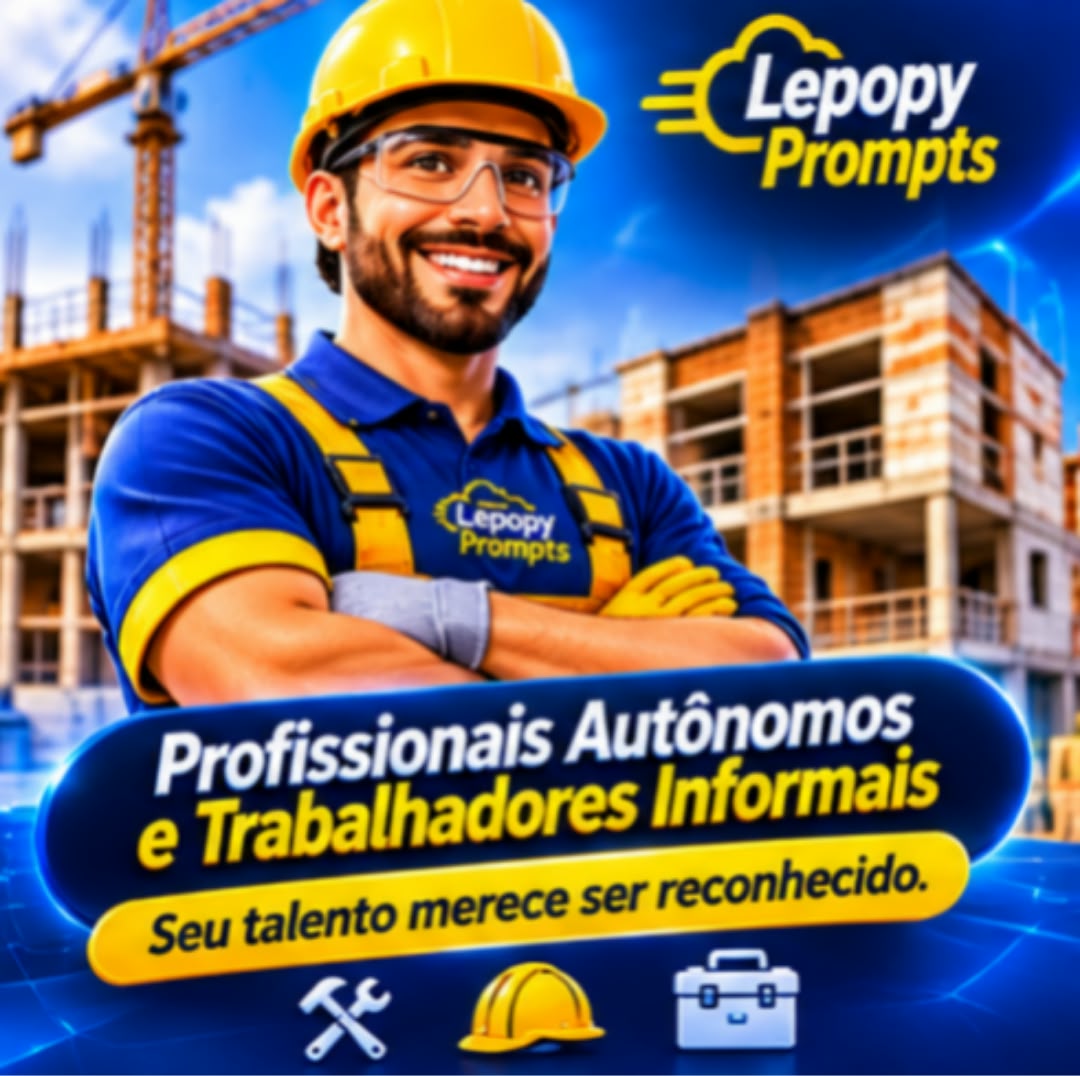 Lepopy
Prompts
Lepopy
Prompts
Profissionais Autônomos
e Trabalhadores Informais
Seu talento merece ser reconhecido.